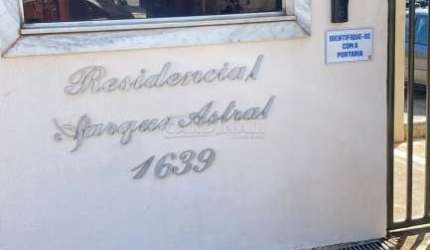 Residencial
Parque Astral
1639
IDENTIFIQUE-SE
COM A
PORTARIA